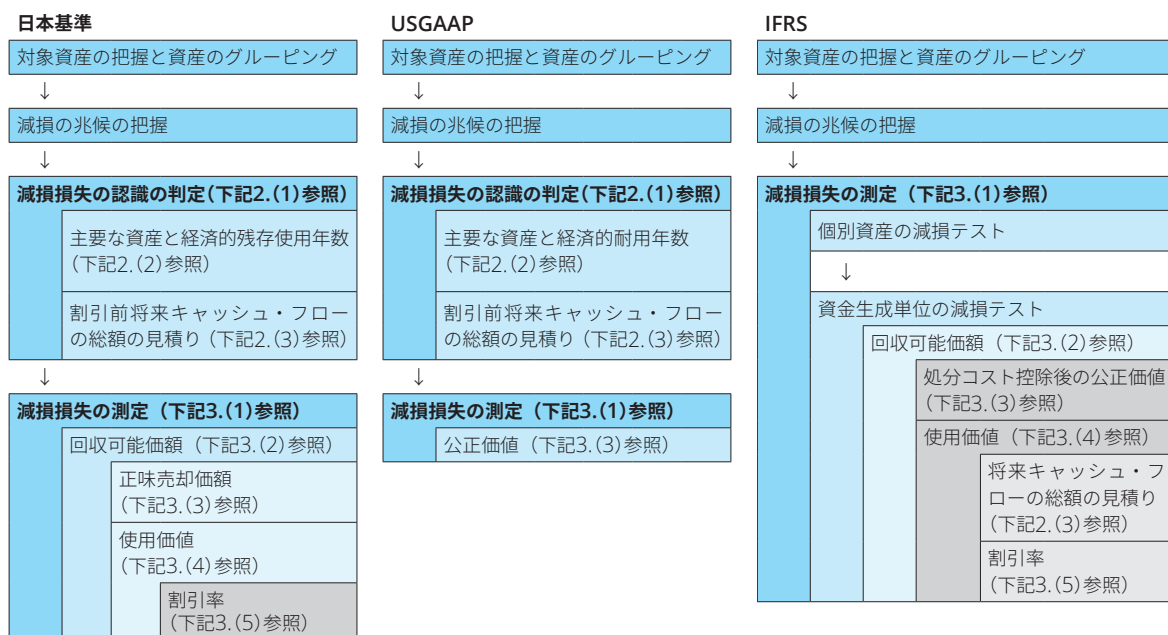 日本基準
対象資産の把握と資産のグルーピング
↓
減損の兆候の把握
↓
減損損失の認識の判定(下記2.(1)参照)
主要な資産と経済的残存使用年数
(下記2.(2)参照)
割引前将来キャッシュ・フロー
の総額の見積り(下記2.(3)参照)
↓
減損損失の測定(下記3.(1)参照)
回収可能価額(下記3.(2)参照)
正味売却価額
(下記3.(3)参照)
使用価値
(下記3.(4)参照)
割引率
(下記3.(5)参照)
USGAAP
対象資産の把握と資産のグルーピング
↓
減損の兆候の把握
↓
減損損失の認識の判定(下記2.(1)参照)
主要な資産と経済的耐用年数
(下記2.(2)参照)
割引前将来キャッシュ・フロー
の総額の見積り(下記2.(3)参照)
↓
減損損失の測定(下記3.(1)参照)
公正価値(下記3.(3)参照)
IFRS
対象資産の把握と資産のグルーピング
↓
減損の兆候の把握
↓
減損損失の測定(下記3.(1)参照)
個別資産の減損テスト
↓
資金生成単位の減損テスト
回収可能価額(下記3.(2)参照)
処分コスト控除後の公正価値
(下記3.(3)参照)
使用価値(下記3.(4)参照)
将来キャッシュ・フ
ローの総額の見積り
(下記2.(3)参照)
割引率
(下記3.(5)参照)